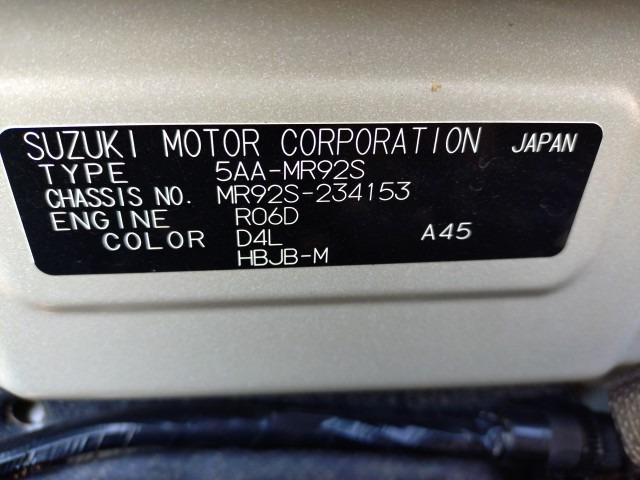 SUZUKI MOTOR CORPORATION JAPAN
TYPE 5AA-MR92S
CHASSIS NO. MR92S-234153
ENGINE R06D
COLOR D4L A45
HBJB-M